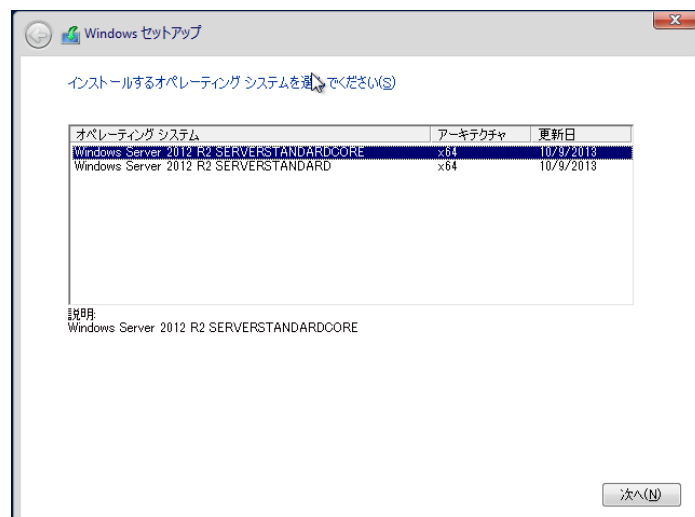 Windows セットアップ
インストールするオペレーティング システムを選 でください(S)
オペレーティング システム アーキテクチャ 更新日
Windows Server 2012 R2 SERVERSTANDARDCORE x64 10/9/2013
Windows Server 2012 R2 SERVERSTANDARD x64 10/9/2013
説明:
Windows Server 2012 R2 SERVERSTANDARDCORE
次へ(N)